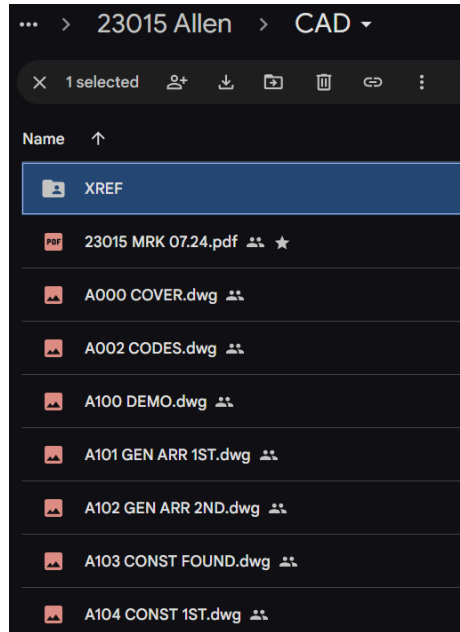 ... > 23015 Allen > CAD
1 selected
Name
XREF
PDF 23015 MRK 07.24.pdf
A000 COVER.dwg
A002 CODES.dwg
A100 DEMO.dwg
A101 GEN ARR 1ST.dwg
A102 GEN ARR 2ND.dwg
A103 CONST FOUND.dwg
A104 CONST 1ST.dwg